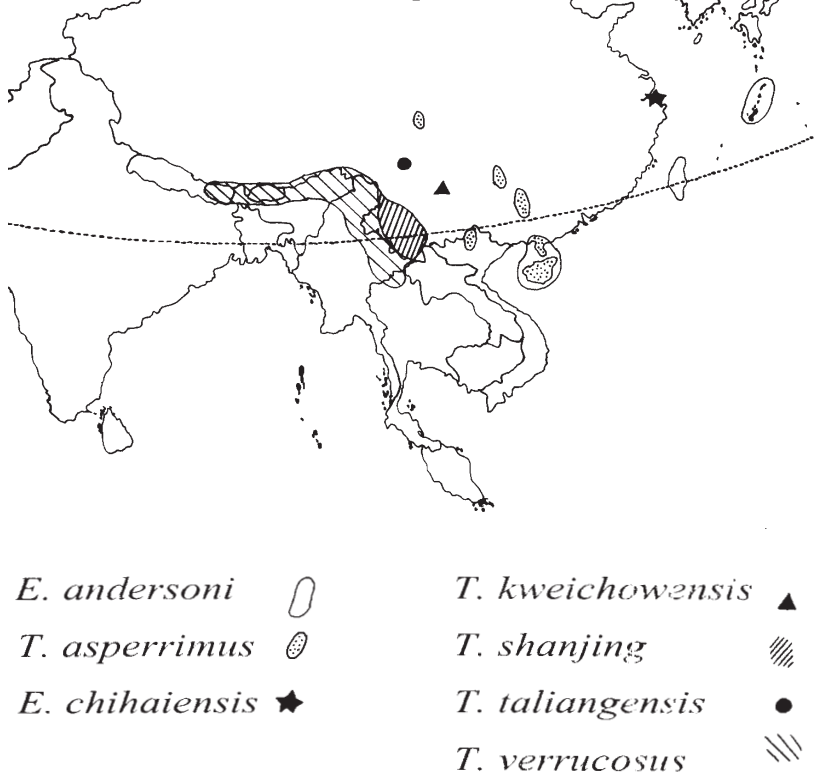 E. andersoni
T. asperrimus
E. chihaiensis
T. kweichowensis
T. shanjing
T. taliangensis
T. verrucosus